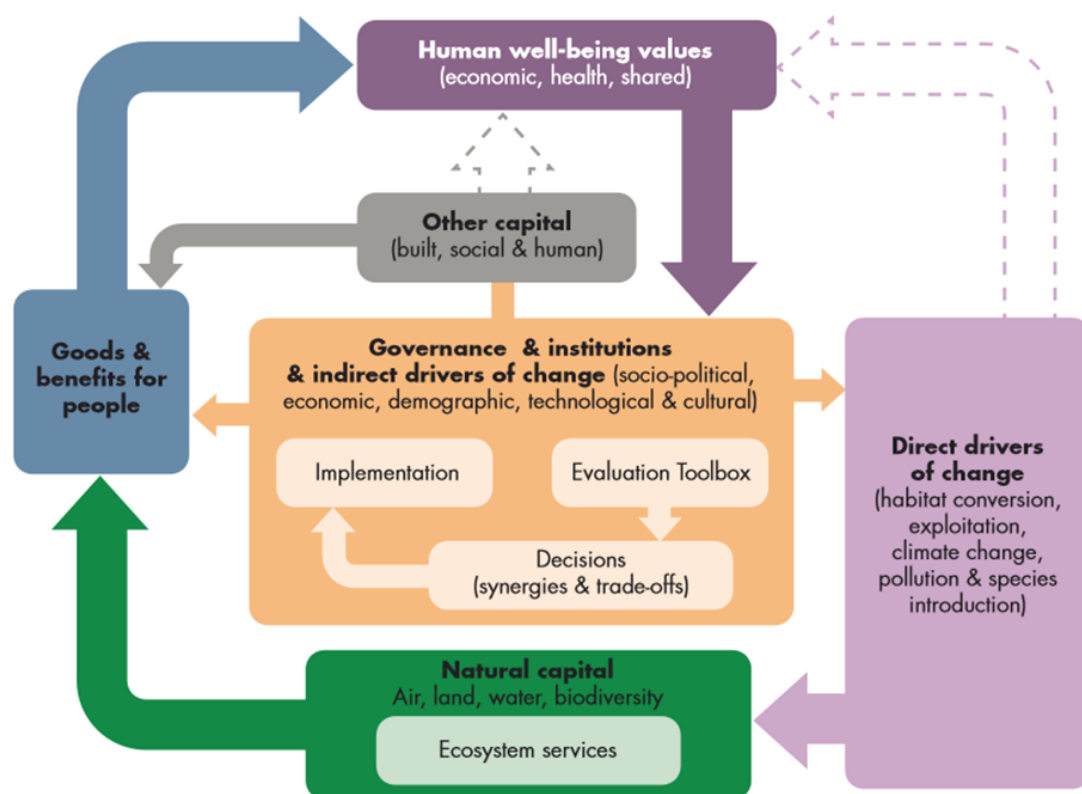 Human well-being values
(economic, health, shared)
Other capital
(built, social & human)
Goods &
benefits for
people
Governance & institutions
& indirect drivers of change (socio-political,
economic, demographic, technological & cultural)
Implementation
Evaluation Toolbox
Decisions
(synergies & trade-offs)
Direct drivers
of change
(habitat conversion,
exploitation,
climate change,
pollution & species
introduction)
Natural capital
Air, land, water, biodiversity
Ecosystem services